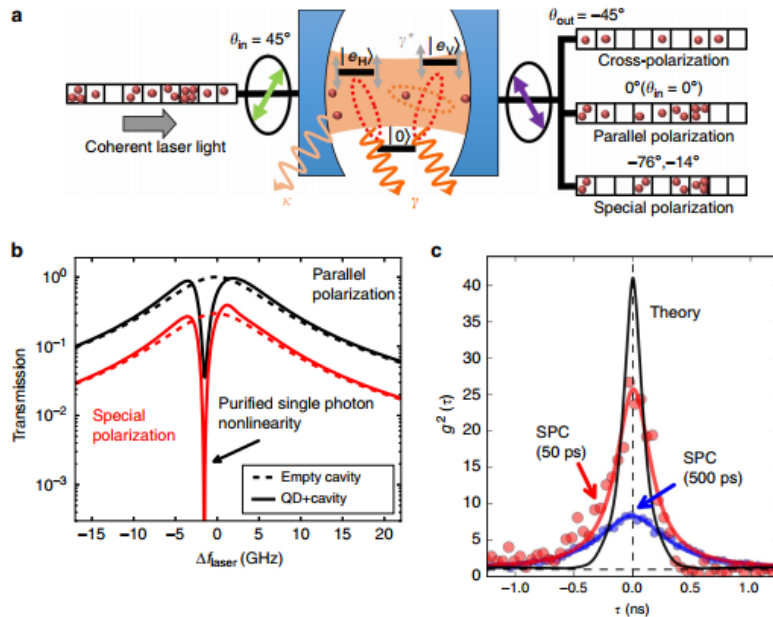 a
θin = 45°
Coherent laser light
|eH⟩
γ*
|eV⟩
|0⟩
κ
γ
θout = −45°
Cross-polarization
0°(θin = 0°)
Parallel polarization
−76°,−14°
Special polarization
b
Transmission
10⁰
10⁻¹
10⁻²
10⁻³
Parallel
polarization
Special
polarization
Purified single photon
nonlinearity
Empty cavity
QD+cavity
−15 −10 −5 0 5 10 15 20
Δflaser (GHz)
c
g²(τ)
40
35
30
25
20
15
10
5
0
Theory
SPC
(50 ps)
SPC
(500 ps)
−1.0 −0.5 0.0 0.5 1.0
τ (ns)